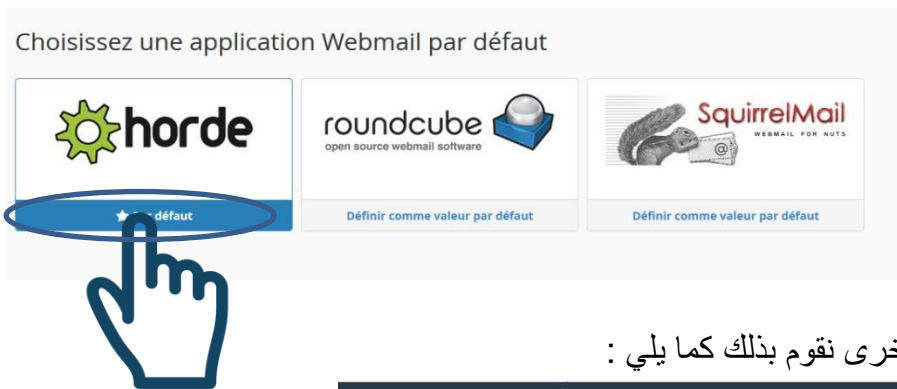 Choisissez une application Webmail par défaut
horde
roundcube
open source webmail software
SquirrelMail
WEBMAIL FOR NUTS
@
défaut
Définir comme valeur par défaut
Définir comme valeur par défaut
نقوم بذلك كما يلي :